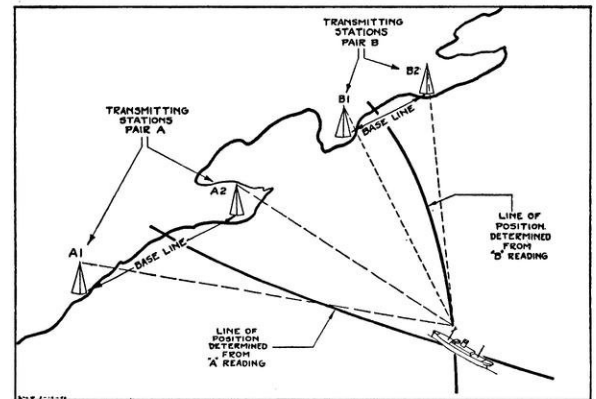 TRANSMITTING
STATIONS
PAIR B
B1
B2
BASE LINE
TRANSMITTING
STATIONS
PAIR A
A2
A1
BASE LINE
LINE OF
POSITION
DETERMINED
FROM
"B" READING
LINE OF
POSITION
DETERMINED
FROM
"A" READING